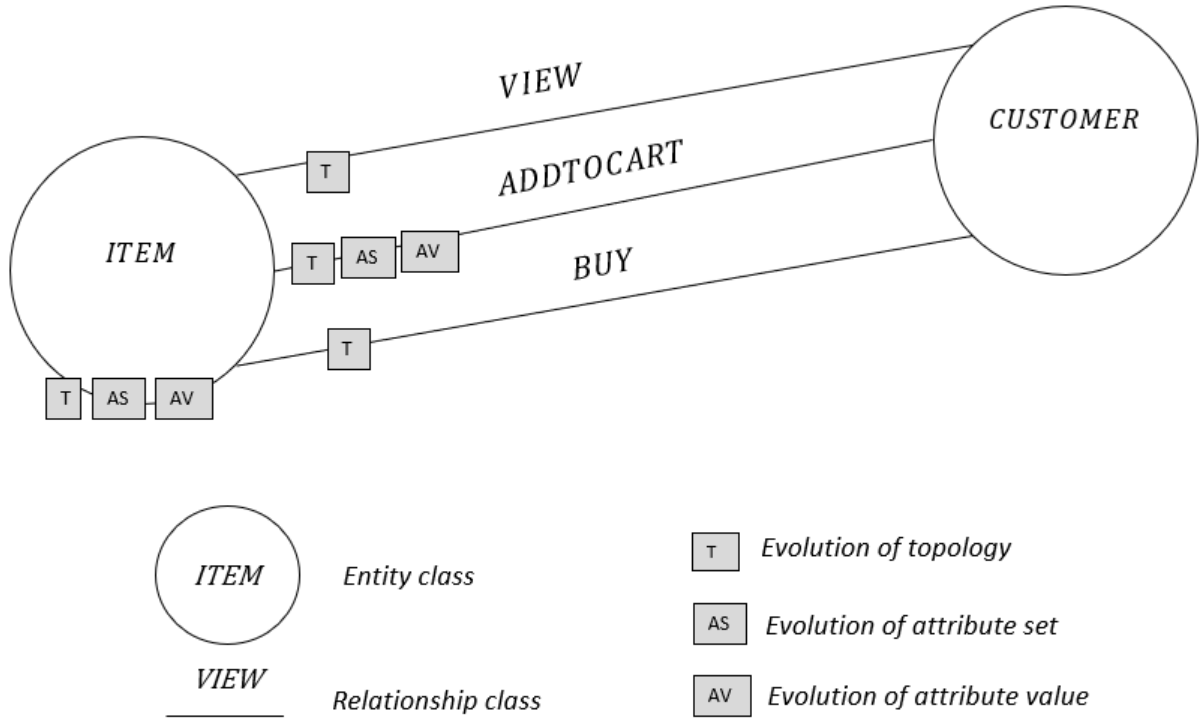 VIEW
CUSTOMER
T
ADDTOCART
ITEM
T AS AV
BUY
T
T AS AV
ITEM
Entity class
VIEW
Relationship class
T Evolution of topology
AS Evolution of attribute set
AV Evolution of attribute value